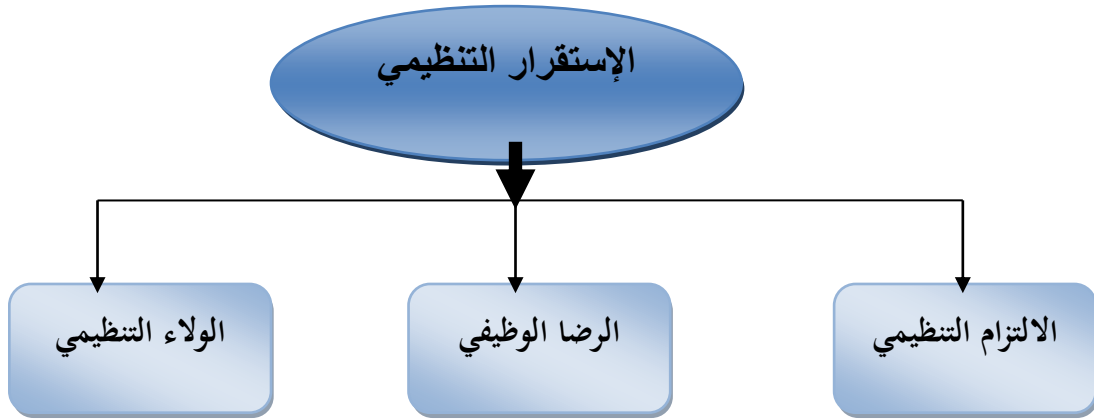 الإستقرار التنظيمي
الالتزام التنظيمي
الرضا الوظيفي
الولاء التنظيمي